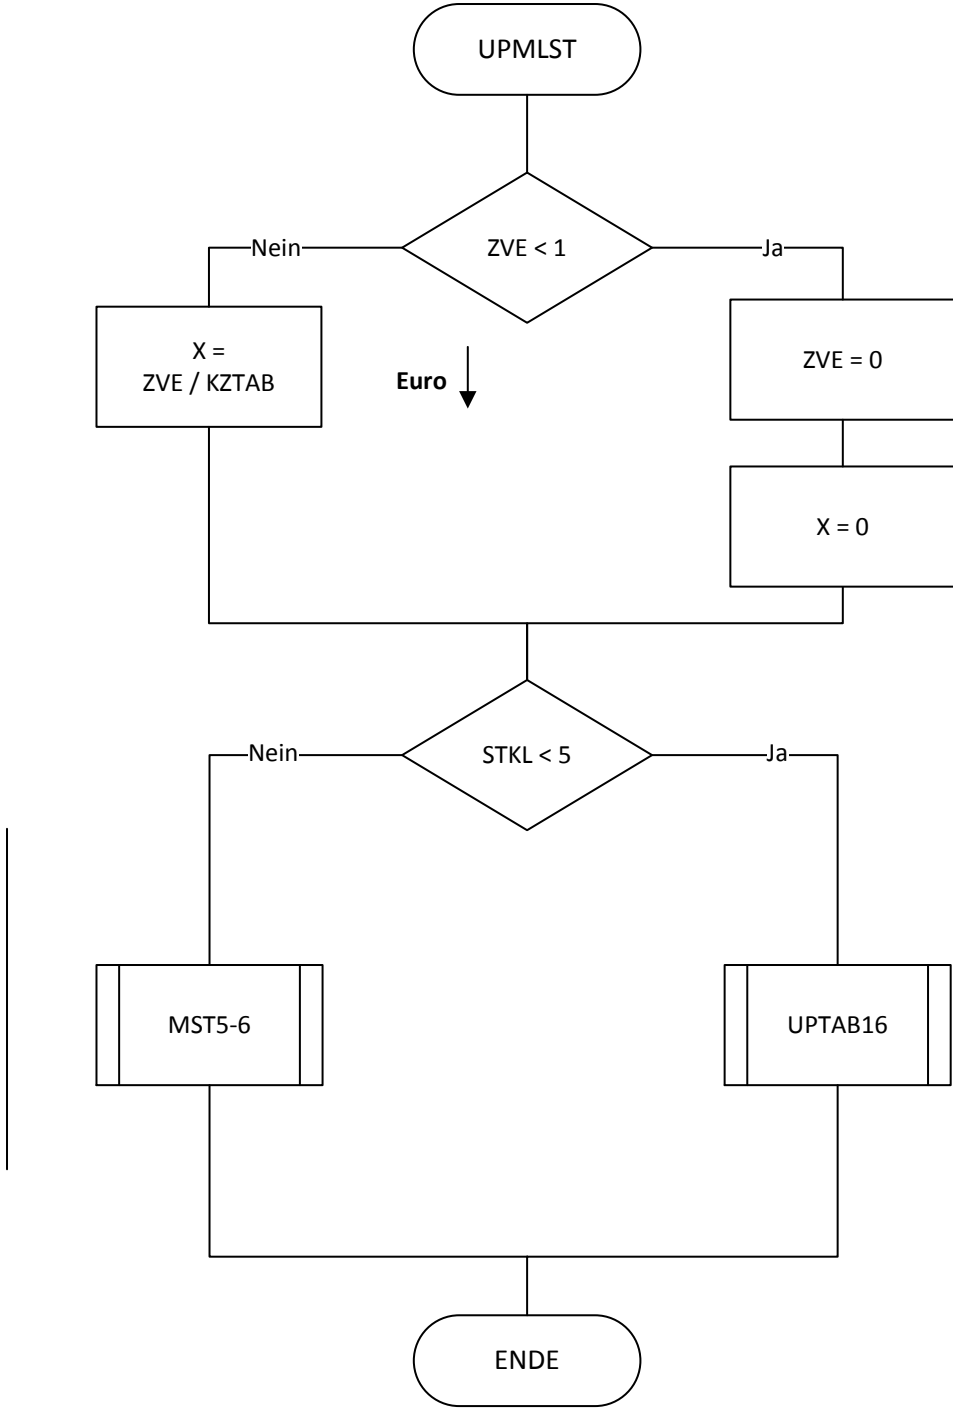 UPMLST
ZVE < 1
Nein
Ja
X =
ZVE / KZTAB
Euro
ZVE = 0
X = 0
STKL < 5
Nein
Ja
MST5-6
UPTAB16
ENDE